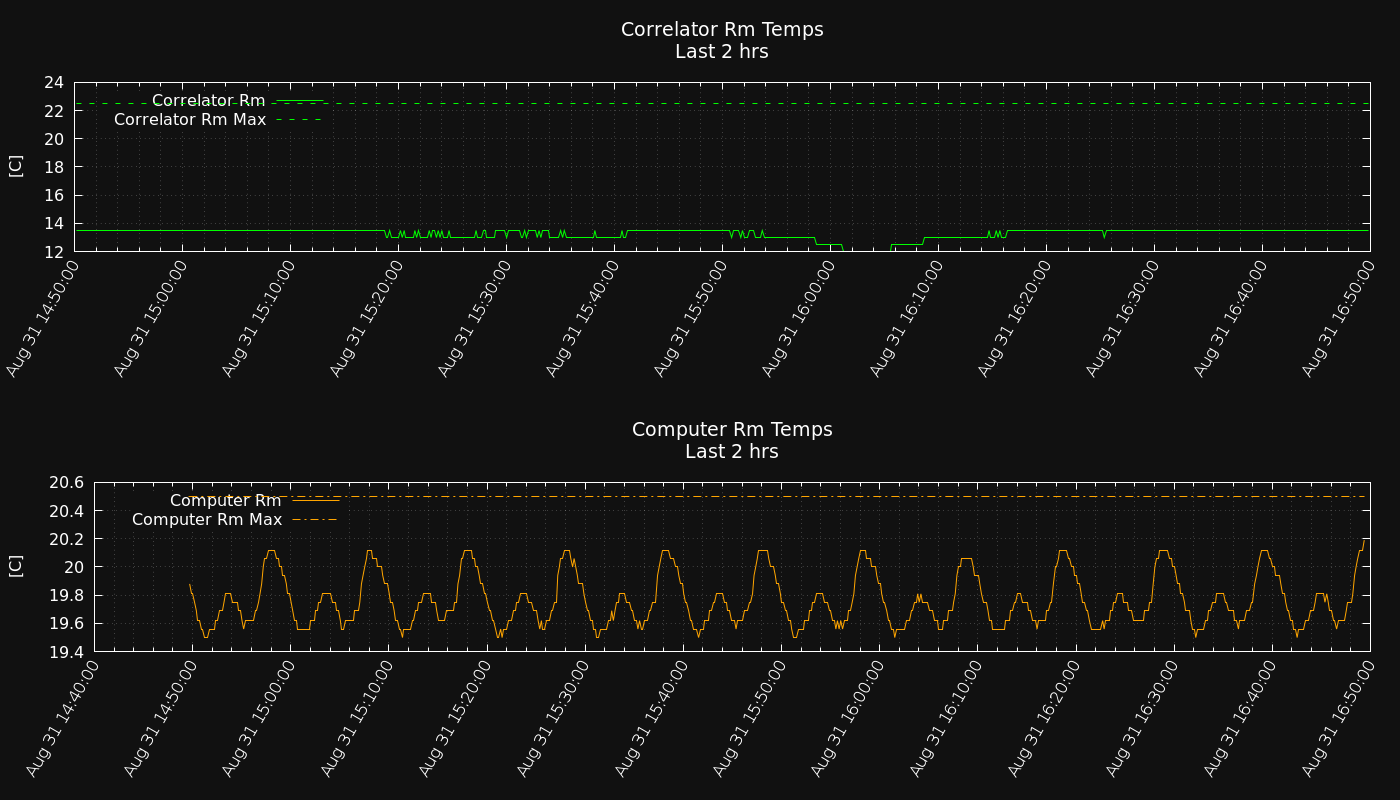 Correlator Rm Temps
Last 2 hrs
24
22
20
18
16
14
12
[C]
Correlator Rm
Correlator Rm Max
Aug 31 14:50:00
Aug 31 15:00:00
Aug 31 15:10:00
Aug 31 15:20:00
Aug 31 15:30:00
Aug 31 15:40:00
Aug 31 15:50:00
Aug 31 16:00:00
Aug 31 16:10:00
Aug 31 16:20:00
Aug 31 16:30:00
Aug 31 16:40:00
Aug 31 16:50:00
Computer Rm Temps
Last 2 hrs
20.6
20.4
20.2
20
19.8
19.6
19.4
[C]
Computer Rm
Computer Rm Max
Aug 31 14:40:00
Aug 31 14:50:00
Aug 31 15:00:00
Aug 31 15:10:00
Aug 31 15:20:00
Aug 31 15:30:00
Aug 31 15:40:00
Aug 31 15:50:00
Aug 31 16:00:00
Aug 31 16:10:00
Aug 31 16:20:00
Aug 31 16:30:00
Aug 31 16:40:00
Aug 31 16:50:00